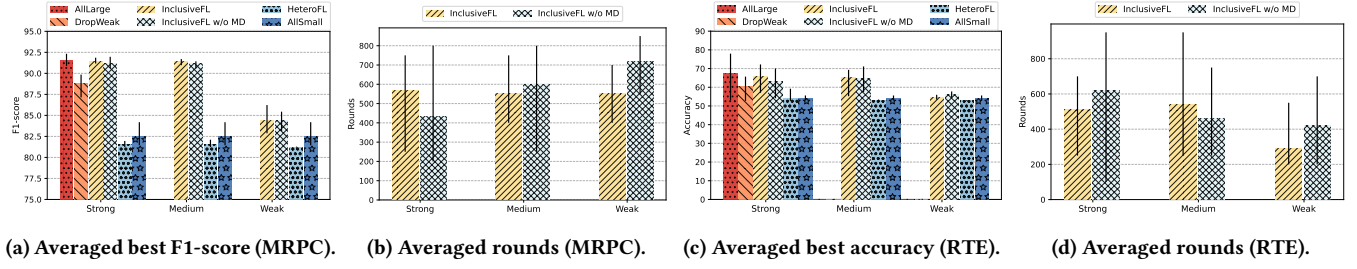 AllLarge InclusiveFL HeteroFL
DropWeak InclusiveFL w/o MD AllSmall
95.0
92.5
90.0
87.5
85.0
82.5
80.0
77.5
75.0
F1-score
Strong Medium Weak
(a) Averaged best F1-score (MRPC).
InclusiveFL InclusiveFL w/o MD
800
700
600
500
400
300
200
100
0
Rounds
Strong Medium Weak
(b) Averaged rounds (MRPC).
AllLarge InclusiveFL HeteroFL
DropWeak InclusiveFL w/o MD AllSmall
90
80
70
60
50
40
30
20
10
0
Accuracy
Strong Medium Weak
(c) Averaged best accuracy (RTE).
InclusiveFL InclusiveFL w/o MD
800
600
400
200
Rounds
Strong Medium Weak
(d) Averaged rounds (RTE).